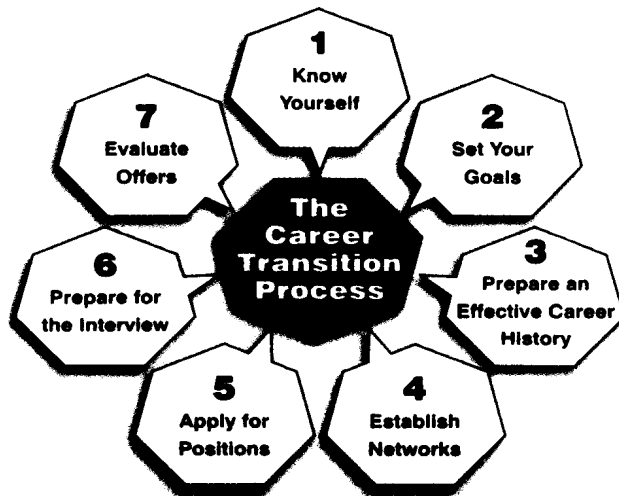 1
Know
Yourself
2
Set Your
Goals
3
Prepare an
Effective Career
History
4
Establish
Networks
5
Apply for
Positions
6
Prepare for
the Interview
7
Evaluate
Offers
The
Career
Transition
Process